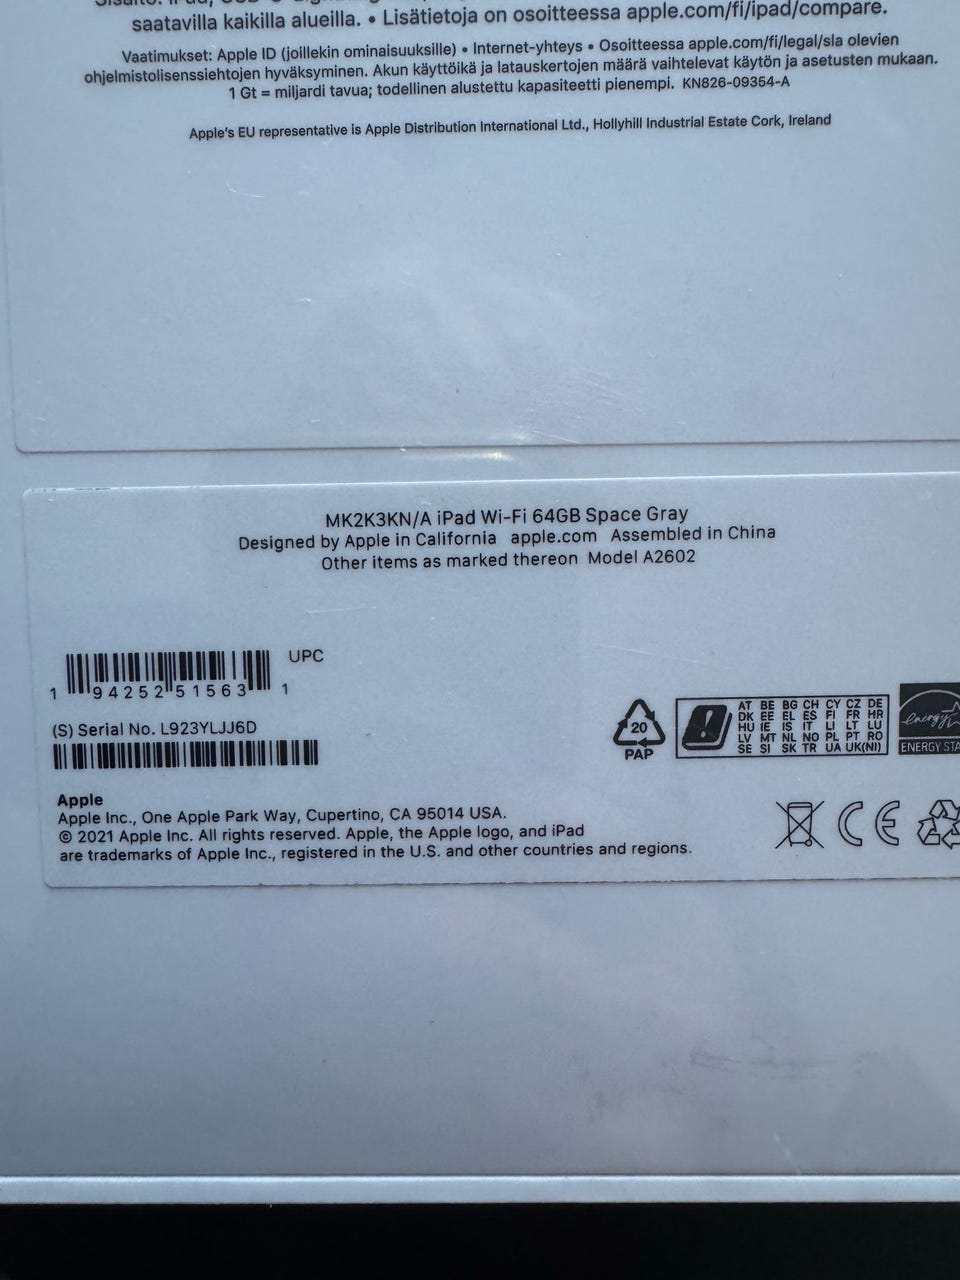 saatavilla kaikilla alueilla. • Lisätietoja on osoitteessa apple.com/fi/ipad/compare.
Vaatimukset: Apple ID (joillekin ominaisuuksille) • Internet-yhteys • Osoitteessa apple.com/fi/legal/sla olevien
ohjelmistolisenssiehtojen hyväksyminen. Akun käyttöikä ja latauskertojen määrä vaihtelevat käytön ja asetusten mukaan.
1 Gt = miljardi tavua; todellinen alustettu kapasiteetti pienempi. KN826-09354-A
Apple's EU representative is Apple Distribution International Ltd., Hollyhill Industrial Estate Cork, Ireland
MK2K3KN/A iPad Wi-Fi 64GB Space Gray
Designed by Apple in California apple.com Assembled in China
Other items as marked thereon Model A2602
UPC
1 94252 51563 1
(S) Serial No. L923YLJJ6D
20
PAP
AT BE BG CH CY CZ DE
DK EE EL ES FI FR HR
HU IE IS IT LI LT LU
LV MT NL NO PL PT RO
SE SI SK TR UA UK(NI)
energy
ENERGY STA
Apple
Apple Inc., One Apple Park Way, Cupertino, CA 95014 USA.
© 2021 Apple Inc. All rights reserved. Apple, the Apple logo, and iPad
are trademarks of Apple Inc., registered in the U.S. and other countries and regions.
CE